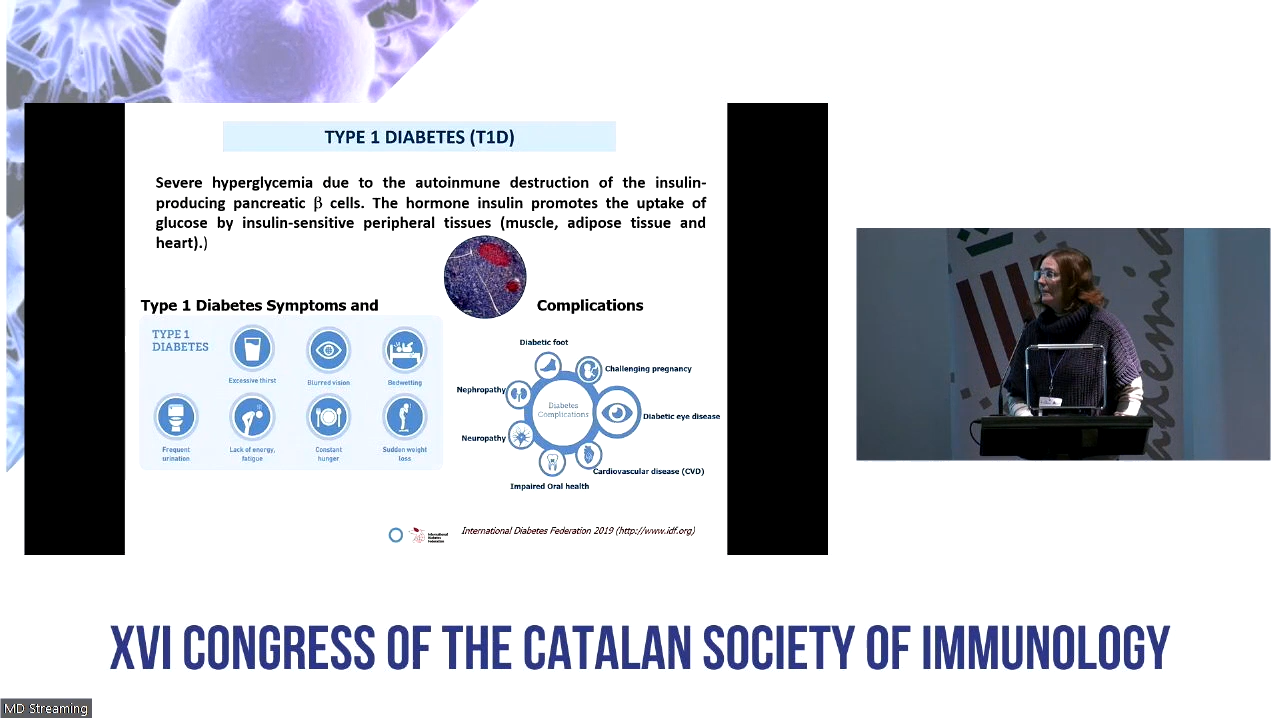 TYPE 1 DIABETES (T1D)
Severe hyperglycemia due to the autoinmune destruction of the insulin-
producing pancreatic β cells. The hormone insulin promotes the uptake of
glucose by insulin-sensitive peripheral tissues (muscle, adipose tissue and
heart).)
Type 1 Diabetes Symptoms and
Complications
TYPE 1
DIABETES
Excessive thirst
Blurred vision
Bedwetting
Frequent
urination
Lack of energy,
fatigue
Constant
hunger
Sudden weight
loss
Diabetic foot
Challenging pregnancy
Nephropathy
Diabetes
Complications
Diabetic eye disease
Neuropathy
Cardiovascular disease (CVD)
Impaired Oral health
International
Diabetes
Federation
International Diabetes Federation 2019 (http://www.idf.org)
XVI CONGRESS OF THE CATALAN SOCIETY OF IMMUNOLOGY
MD Streaming